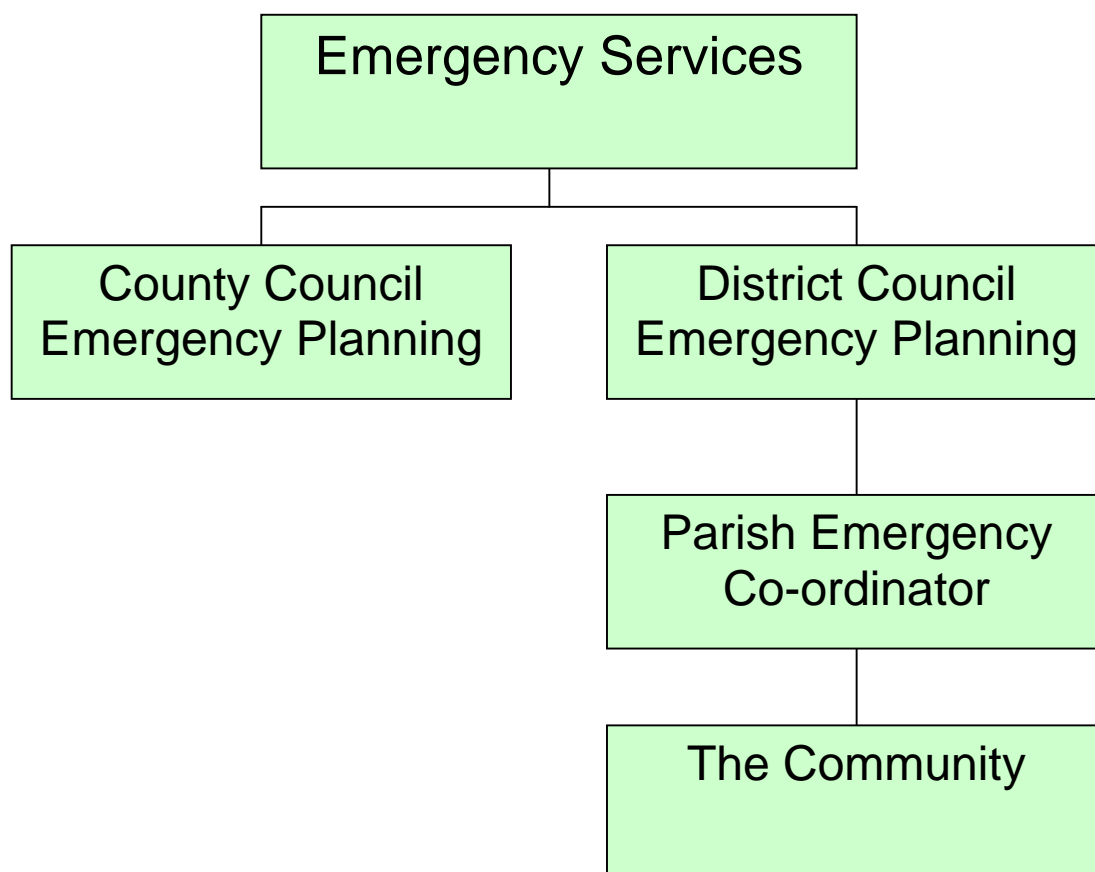 Emergency Services
County Council
Emergency Planning
District Council
Emergency Planning
Parish Emergency
Co-ordinator
The Community